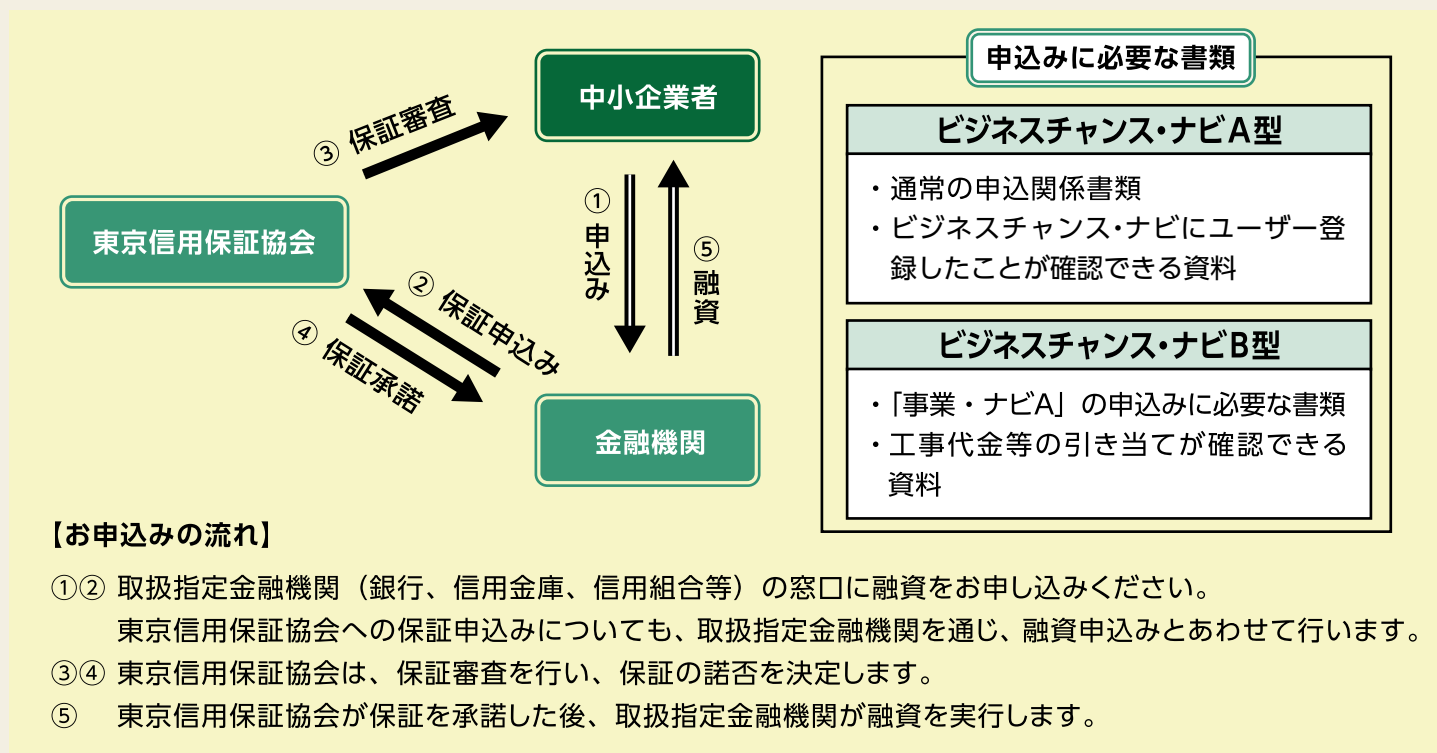 中小企業者
③ 保証審査
東京信用保証協会
① 申込み
⑤ 融資
② 保証申込み
④ 保証承諾
金融機関
申込みに必要な書類
ビジネスチャンス・ナビA型
・通常の申込関係書類
・ビジネスチャンス・ナビにユーザー登
録したことが確認できる資料
ビジネスチャンス・ナビB型
・「事業・ナビA」の申込みに必要な書類
・工事代金等の引き当てが確認できる
資料
【お申込みの流れ】
①② 取扱指定金融機関（銀行、信用金庫、信用組合等）の窓口に融資をお申し込みください。
東京信用保証協会への保証申込みについても、取扱指定金融機関を通じ、融資申込みとあわせて行います。
③④ 東京信用保証協会は、保証審査を行い、保証の諾否を決定します。
⑤ 東京信用保証協会が保証を承諾した後、取扱指定金融機関が融資を実行します。